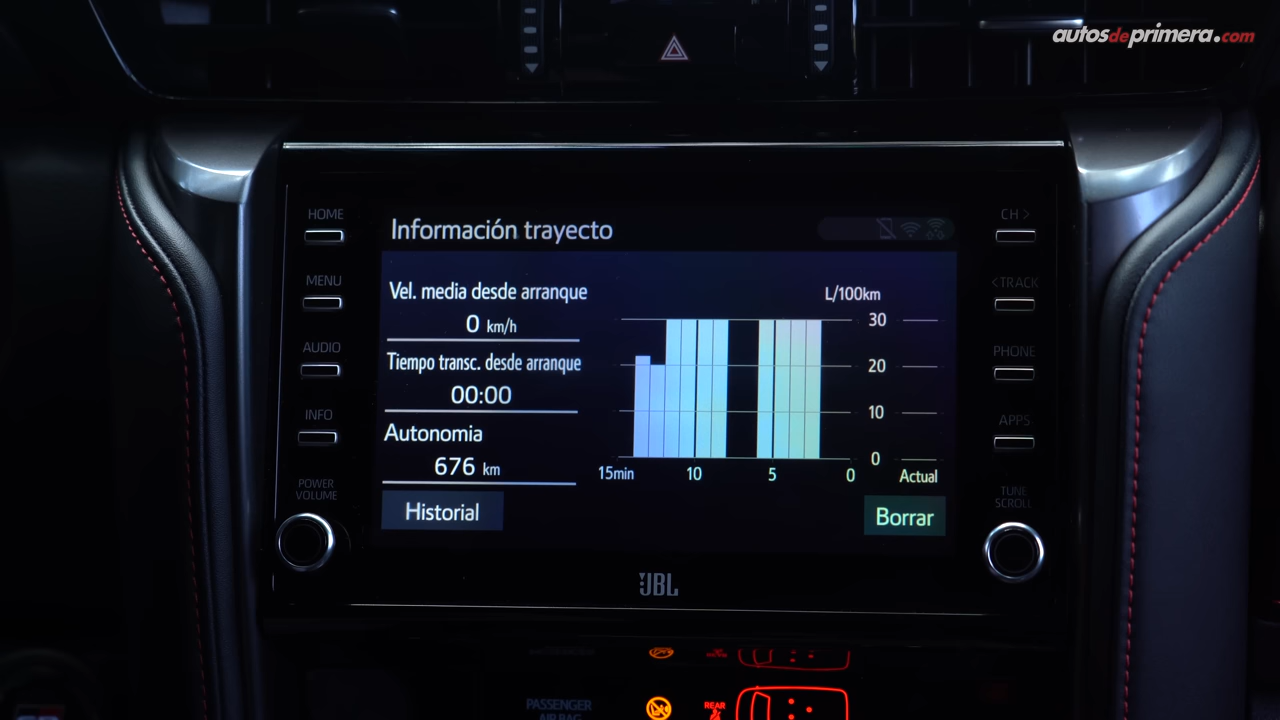 autosdeprimera.com
HOME
MENU
AUDIO
INFO
POWER
VOLUME
Información trayecto
Vel. media desde arranque
0 km/h
Tiempo transc. desde arranque
00:00
Autonomia
676 km
Historial
L/100km
30
20
10
0
15min 10 5 0 Actual
Borrar
CH >
< TRACK
PHONE
APPS
TUNE
SCROLL
JBL
PASSENGER
AIRBAG
REAR